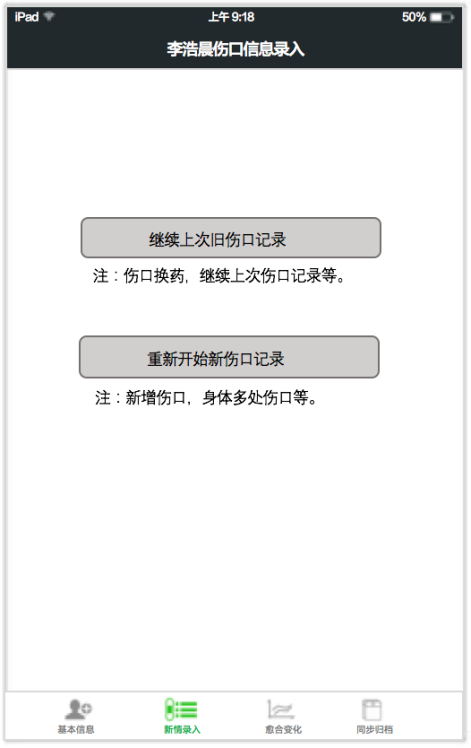 iPad 上午 9:18 50%
李浩晨伤口信息录入
继续上次旧伤口记录
注：伤口换药，继续上次伤口记录等。
重新开始新伤口记录
注：新增伤口，身体多处伤口等。
基本信息 新情录入 愈合变化 同步归档